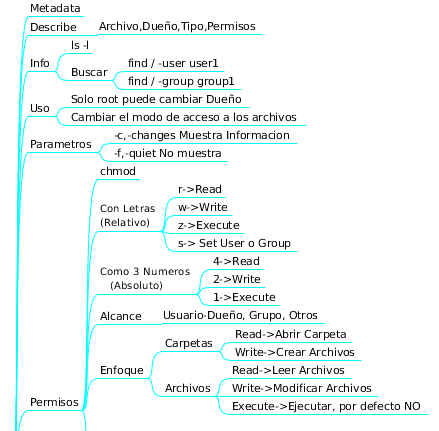 Metadata
Describe
Archivo,Dueño,Tipo,Permisos
Info
ls -l
Buscar
find / -user user1
find / -group group1
Uso
Solo root puede cambiar Dueño
Cambiar el modo de acceso a los archivos
Parametros
-c,-changes Muestra Informacion
-f,-quiet No muestra
Permisos
chmod
Con Letras
(Relativo)
r->Read
w->Write
z->Execute
s-> Set User o Group
Como 3 Numeros
(Absoluto)
4->Read
2->Write
1->Execute
Alcance
Usuario-Dueño, Grupo, Otros
Enfoque
Carpetas
Read->Abrir Carpeta
Write->Crear Archivos
Archivos
Read->Leer Archivos
Write->Modificar Archivos
Execute->Ejecutar, por defecto NO